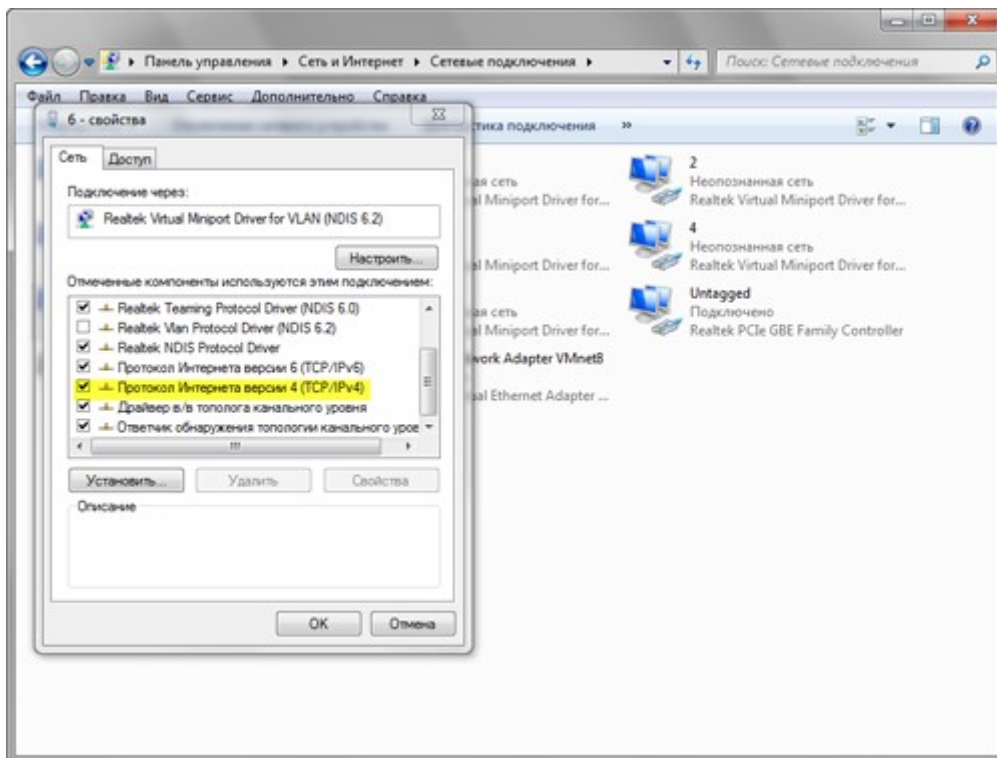 Панель управления ▸ Сеть и Интернет ▸ Сетевые подключения ▸
Поиск: Сетевые подключения
Файл Правка Вид Сервис Дополнительно Справка
6 - свойства
тика подключения »
Сеть Доступ
Подключение через:
Realtek Virtual Miniport Driver for VLAN (NDIS 6.2)
Настроить...
Отмеченные компоненты используются этим подключением:
Realtek Teaming Protocol Driver (NDIS 6.0)
Realtek Vlan Protocol Driver (NDIS 6.2)
Realtek NDIS Protocol Driver
Протокол Интернета версии 6 (TCP/IPv6)
Протокол Интернета версии 4 (TCP/IPv4)
Драйвер в/в тополога канального уровня
Ответчик обнаружения топологии канального уров
Установить... Удалить Свойства
Описание
OK Отмена
ая сеть
al Miniport Driver for...
al Miniport Driver for...
ая сеть
al Miniport Driver for...
work Adapter VMnet8
al Ethernet Adapter ...
2
Неопознанная сеть
Realtek Virtual Miniport Driver for...
4
Неопознанная сеть
Realtek Virtual Miniport Driver for...
Untagged
Подключено
Realtek PCIe GBE Family Controller